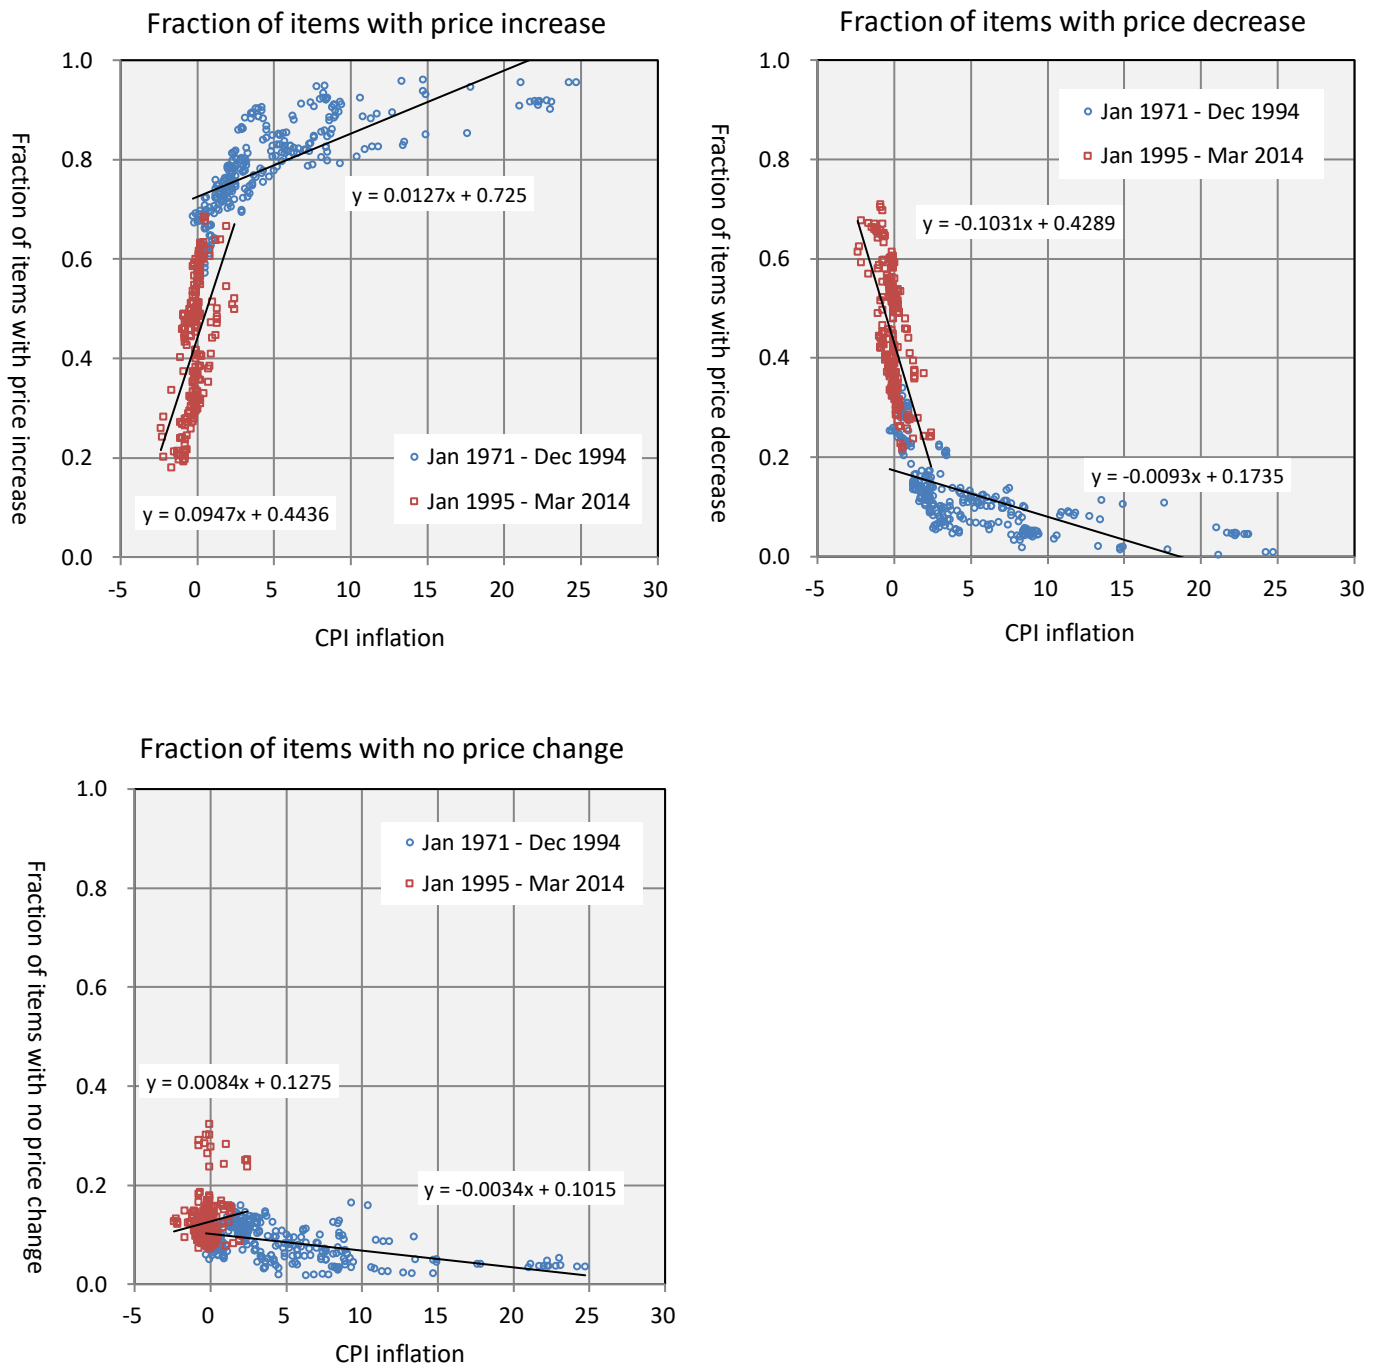 Fraction of items with price increase
Fraction of items with price increase
1.0
0.8
0.6
0.4
0.2
0.0
-5 0 5 10 15 20 25 30
CPI inflation
y = 0.0127x + 0.725
y = 0.0947x + 0.4436
Jan 1971 - Dec 1994
Jan 1995 - Mar 2014
Fraction of items with price decrease
Fraction of items with price decrease
1.0
0.8
0.6
0.4
0.2
0.0
-5 0 5 10 15 20 25 30
CPI inflation
Jan 1971 - Dec 1994
Jan 1995 - Mar 2014
y = -0.1031x + 0.4289
y = -0.0093x + 0.1735
Fraction of items with no price change
Fraction of items with no price change
1.0
0.8
0.6
0.4
0.2
0.0
-5 0 5 10 15 20 25 30
CPI inflation
Jan 1971 - Dec 1994
Jan 1995 - Mar 2014
y = 0.0084x + 0.1275
y = -0.0034x + 0.1015